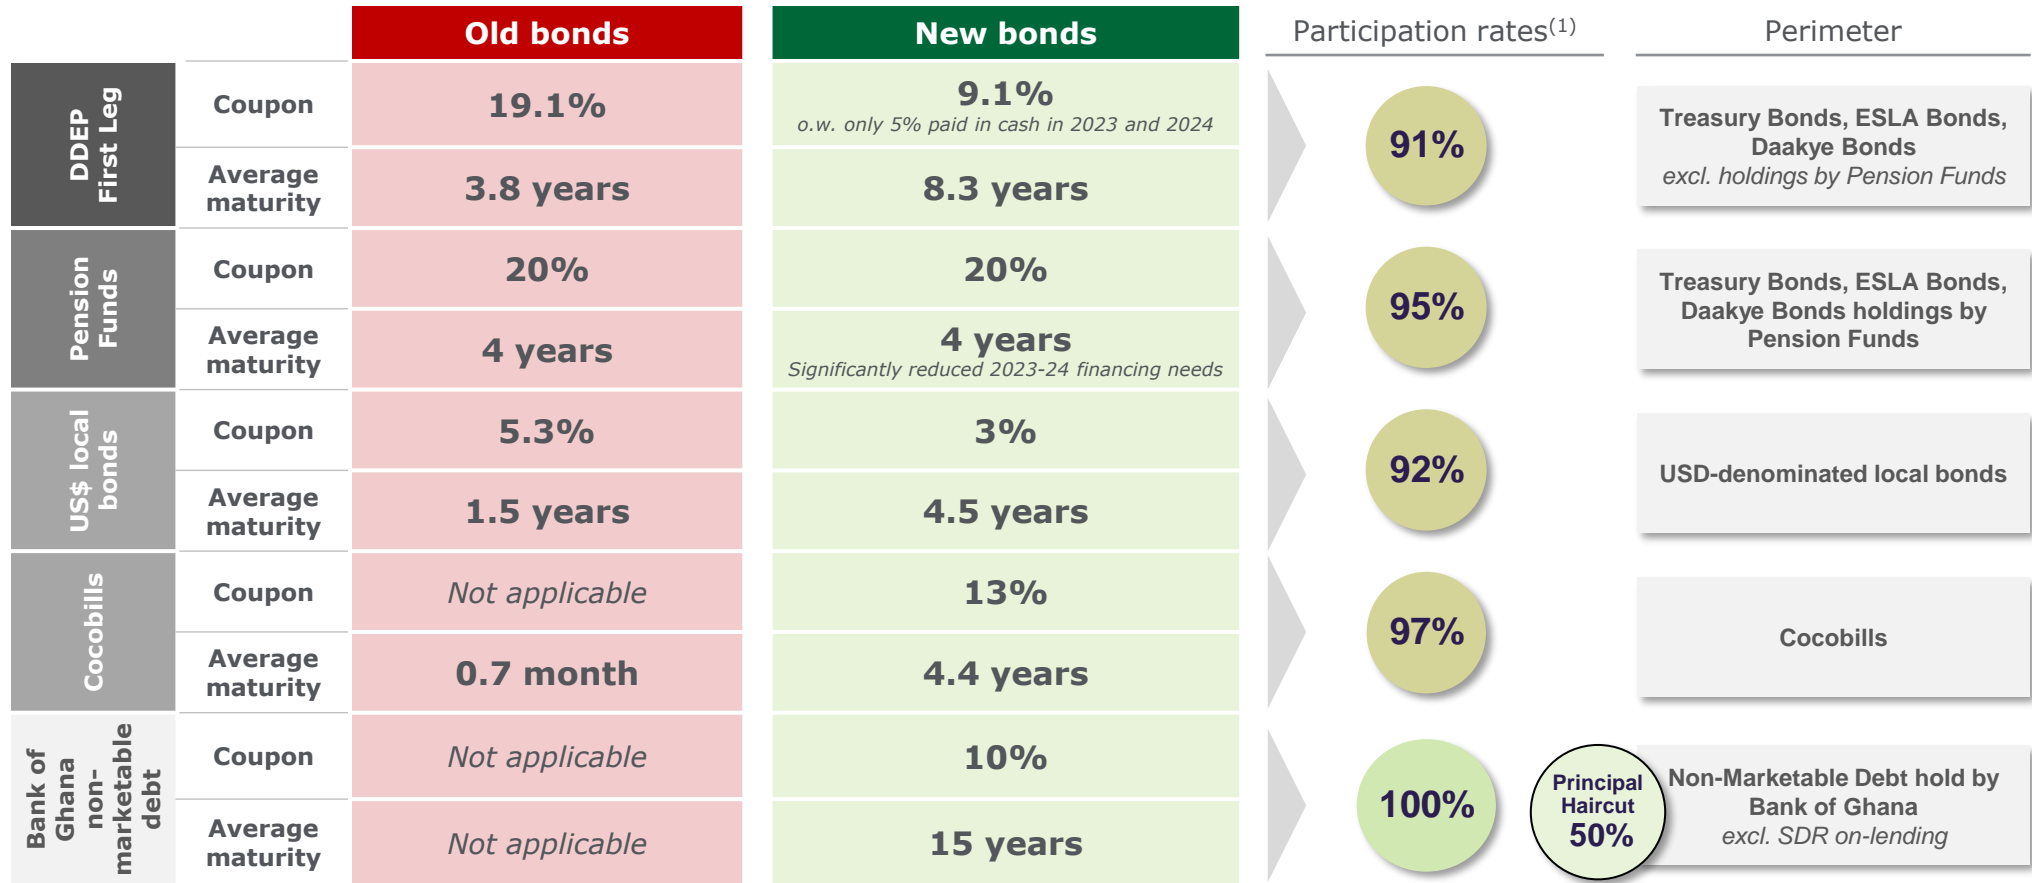 Old bonds
New bonds
Participation rates(1)
Perimeter
DDEP
First Leg
Coupon
19.1%
9.1%
o.w. only 5% paid in cash in 2023 and 2024
Average
maturity
3.8 years
8.3 years
91%
Treasury Bonds, ESLA Bonds,
Daakye Bonds
excl. holdings by Pension Funds
Pension
Funds
Coupon
20%
20%
Average
maturity
4 years
4 years
Significantly reduced 2023-24 financing needs
95%
Treasury Bonds, ESLA Bonds,
Daakye Bonds holdings by
Pension Funds
US$ local
bonds
Coupon
5.3%
3%
Average
maturity
1.5 years
4.5 years
92%
USD-denominated local bonds
Cocobills
Coupon
Not applicable
13%
Average
maturity
0.7 month
4.4 years
97%
Cocobills
Bank of
Ghana
non-
marketable
debt
Coupon
Not applicable
10%
Average
maturity
Not applicable
15 years
100%
Principal
Haircut
50%
Non-Marketable Debt hold by
Bank of Ghana
excl. SDR on-lending